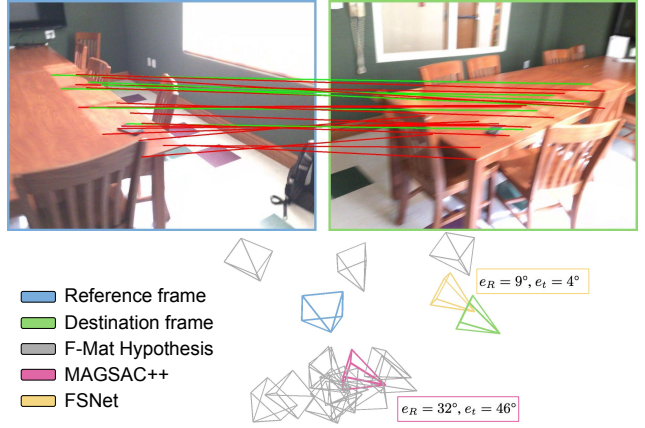 $e_R = 9°, e_t = 4°$
Reference frame
Destination frame
F-Mat Hypothesis
MAGSAC++
FSNet
$e_R = 32°, e_t = 46°$